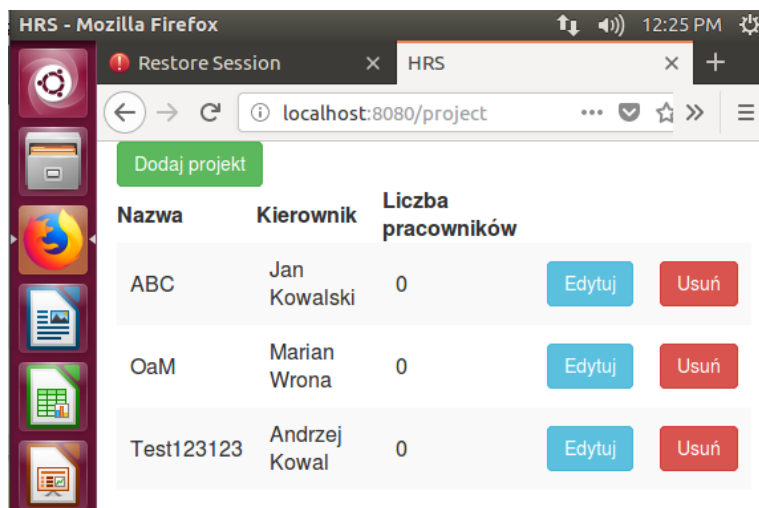 HRS - Mozilla Firefox 12:25 PM
Restore Session HRS
localhost:8080/project
Dodaj projekt
Nazwa Kierownik Liczba pracowników
ABC Jan Kowalski 0 Edytuj Usuń
OaM Marian Wrona 0 Edytuj Usuń
Test123123 Andrzej Kowal 0 Edytuj Usuń